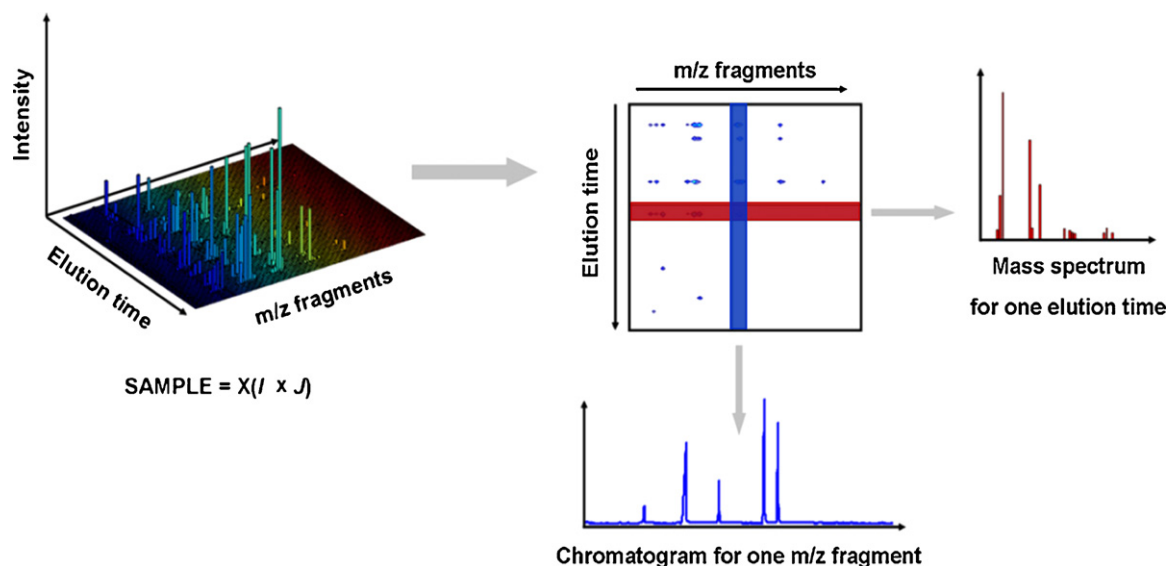 Intensity
Elution time
m/z fragments
SAMPLE = X(I x J)
m/z fragments
Elution time
Mass spectrum
for one elution time
Chromatogram for one m/z fragment